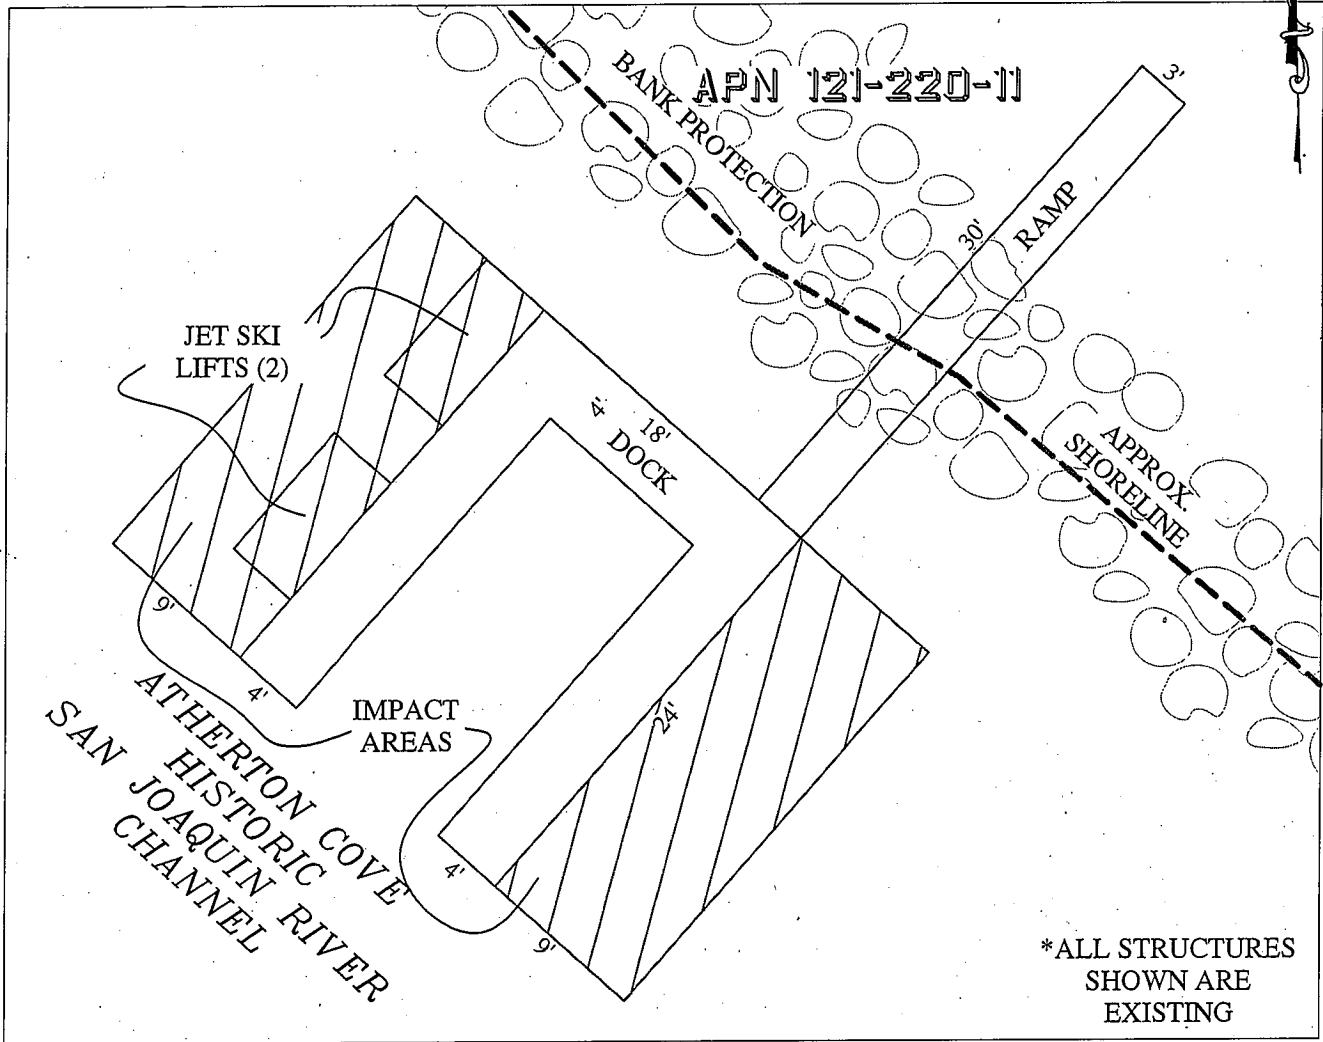 APN 121-220-11
BANK PROTECTION
3'
30'
RAMP
JET SKI
LIFTS (2)
4'
18'
DOCK
APPROX.
SHORELINE
9'
4'
24'
IMPACT
AREAS
4'
9'
ATHERTON COVE
HISTORIC
SAN JOAQUIN RIVER
CHANNEL
*ALL STRUCTURES
SHOWN ARE
EXISTING